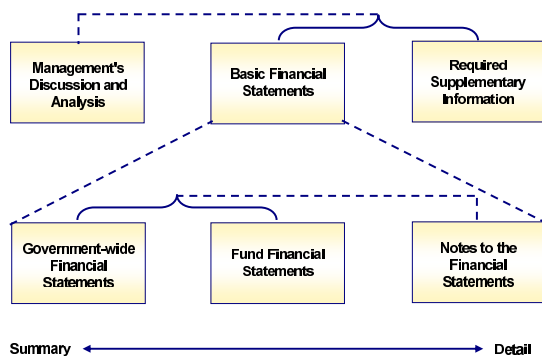 Management's
Discussion and
Analysis
Basic Financial
Statements
Required
Supplementary
Information
Government-wide
Financial
Statements
Fund Financial
Statements
Notes to the
Financial
Statements
Summary
Detail